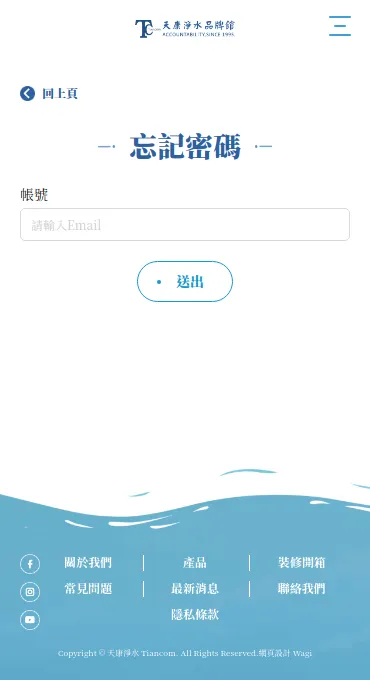 天康淨水品牌館
ACCOUNTABILITY.SINCE 1995
回上頁
忘記密碼
帳號
請輸入Email
送出
關於我們
產品
裝修開箱
常見問題
最新消息
聯絡我們
隱私條款
Copyright © 天康淨水 Tiancom. All Rights Reserved.網頁設計 Wagi